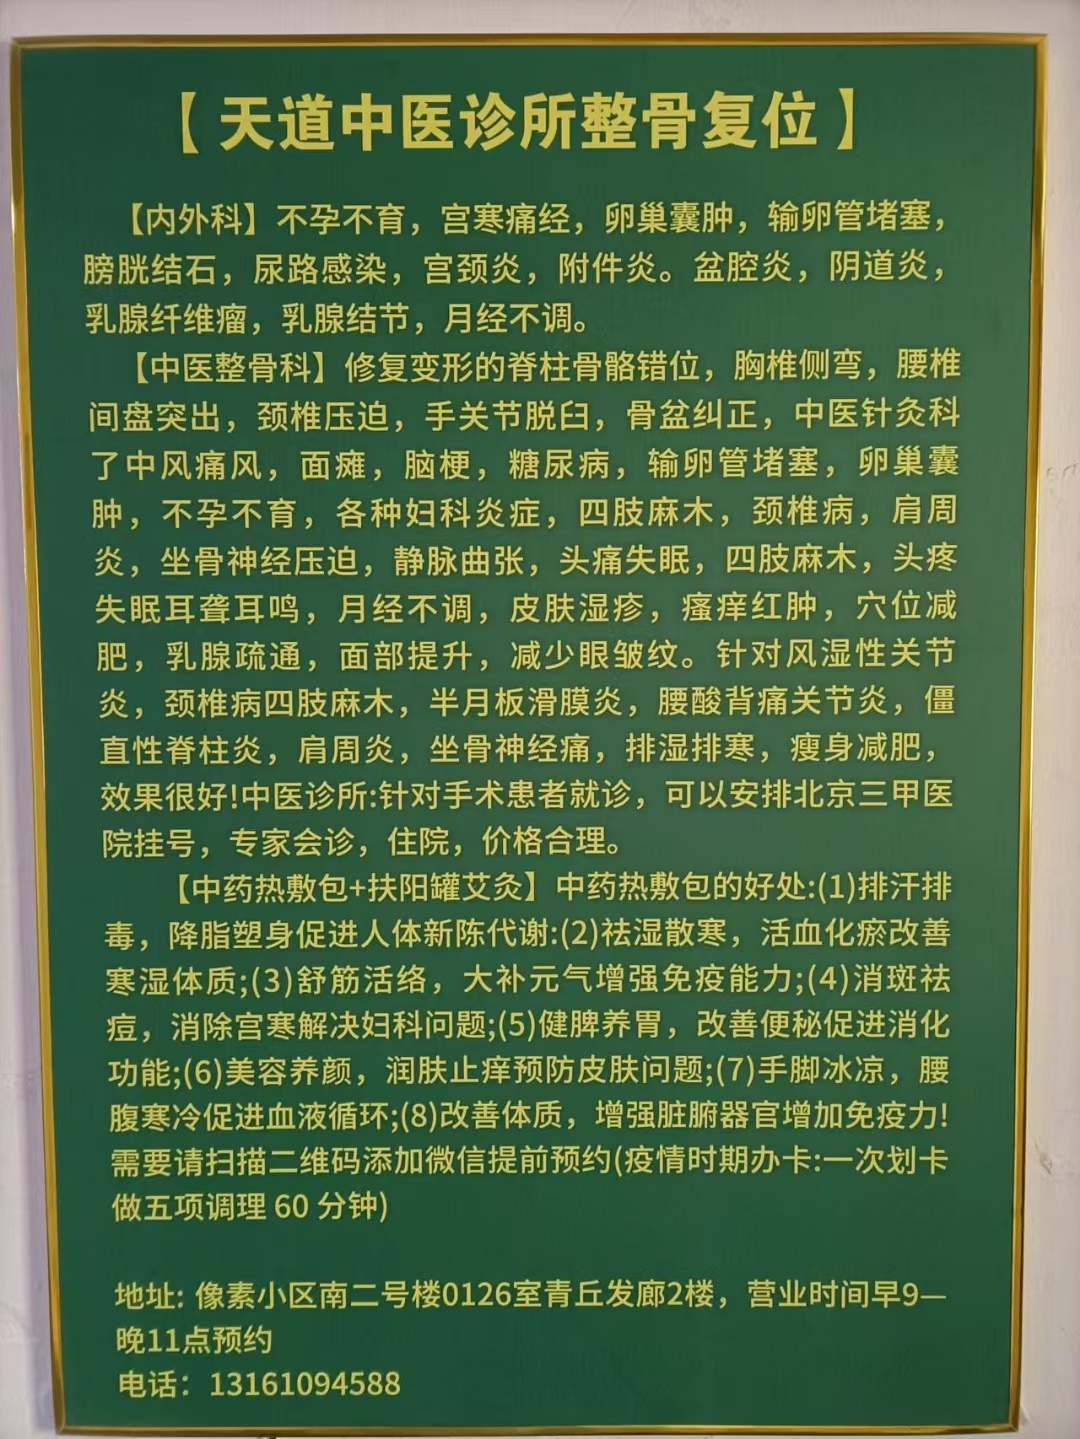 【天道中医诊所整骨复位】
【内外科】不孕不育，宫寒痛经，卵巢囊肿，输卵管堵塞，
膀胱结石，尿路感染，宫颈炎，附件炎。盆腔炎，阴道炎，
乳腺纤维瘤，乳腺结节，月经不调。
【中医整骨科】修复变形的脊柱骨骼错位，胸椎侧弯，腰椎
间盘突出，颈椎压迫，手关节脱臼，骨盆纠正，中医针灸科
了中风痛风，面瘫，脑梗，糖尿病，输卵管堵塞，卵巢囊
肿，不孕不育，各种妇科炎症，四肢麻木，颈椎病，肩周
炎，坐骨神经压迫，静脉曲张，头痛失眠，四肢麻木，头疼
失眠耳聋耳鸣，月经不调，皮肤湿疹，瘙痒红肿，穴位减
肥，乳腺疏通，面部提升，减少眼皱纹。针对风湿性关节
炎，颈椎病四肢麻木，半月板滑膜炎，腰酸背痛关节炎，僵
直性脊柱炎，肩周炎，坐骨神经痛，排湿排寒，瘦身减肥，
效果很好!中医诊所:针对手术患者就诊，可以安排北京三甲医
院挂号，专家会诊，住院，价格合理。
【中药热敷包+扶阳罐艾灸】中药热敷包的好处:(1)排汗排
毒，降脂塑身促进人体新陈代谢:(2)祛湿散寒，活血化瘀改善
寒湿体质;(3)舒筋活络，大补元气增强免疫能力;(4)消斑祛
痘，消除宫寒解决妇科问题;(5)健脾养胃，改善便秘促进消化
功能;(6)美容养颜，润肤止痒预防皮肤问题;(7)手脚冰凉，腰
腹寒冷促进血液循环;(8)改善体质，增强脏腑器官增加免疫力!
需要请扫描二维码添加微信提前预约(疫情时期办卡:一次划卡
做五项调理 60 分钟)
地址: 像素小区南二号楼0126室青丘发廊2楼，营业时间早9—
晚11点预约
电话：13161094588